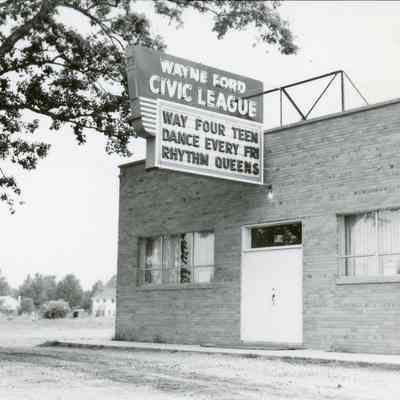 WAYNE FORD
CIVIC LEAGUE
WAY FOUR TEEN
DANCE EVERY FRI
RHYTHM QUEENS